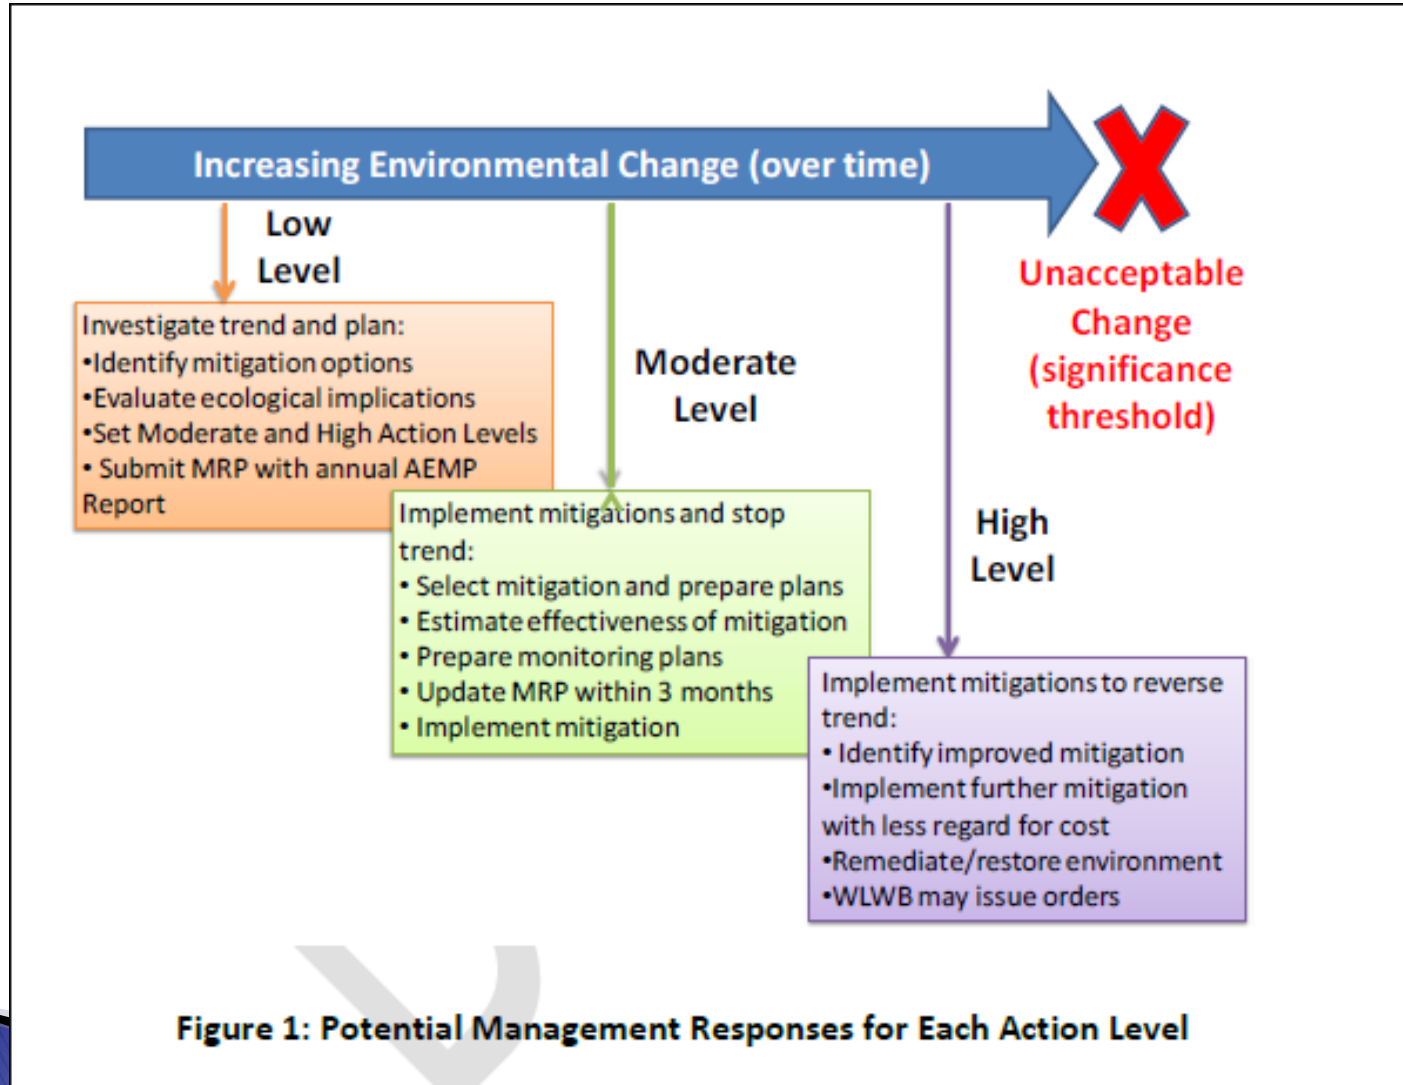 Increasing Environmental Change (over time)
Low
Level
Investigate trend and plan:
•Identify mitigation options
•Evaluate ecological implications
•Set Moderate and High Action Levels
• Submit MRP with annual AEMP
Report
Moderate
Level
Implement mitigations and stop
trend:
• Select mitigation and prepare plans
• Estimate effectiveness of mitigation
• Prepare monitoring plans
• Update MRP within 3 months
• Implement mitigation
High
Level
Implement mitigations to reverse
trend:
• Identify improved mitigation
•Implement further mitigation
with less regard for cost
•Remediate/restore environment
•WLWB may issue orders
Unacceptable
Change
(significance
threshold)
Figure 1: Potential Management Responses for Each Action Level